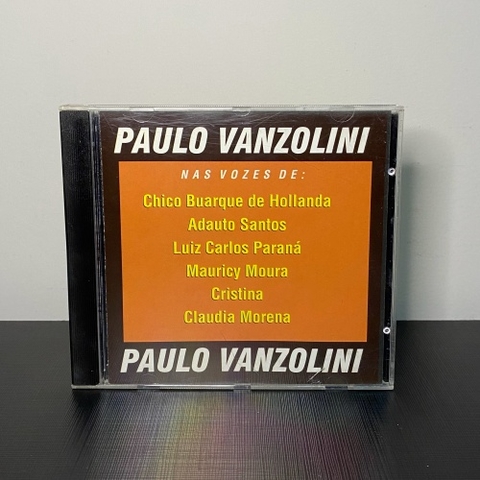 PAULO VANZOLINI
NAS VOZES DE:
Chico Buarque de Hollanda
Adauto Santos
Luiz Carlos Paraná
Mauricy Moura
Cristina
Claudia Morena
PAULO VANZOLINI